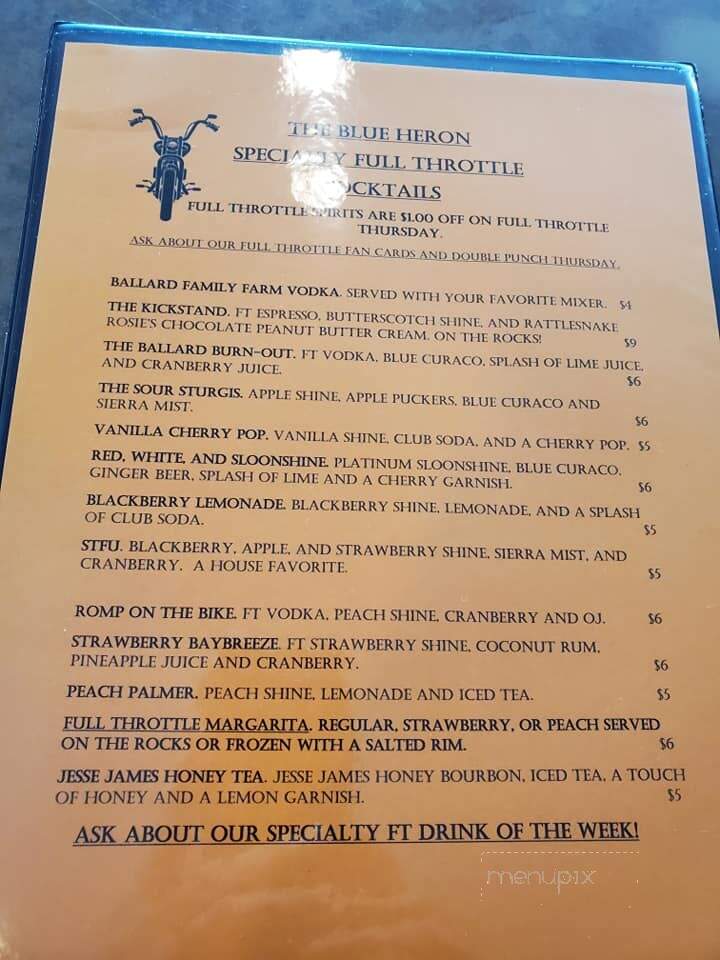 THE BLUE HERON
SPECIALTY FULL THROTTLE
COCKTAILS
FULL THROTTLE SPIRITS ARE $1.00 OFF ON FULL THROTTLE
THURSDAY.
ASK ABOUT OUR FULL THROTTLE FAN CARDS AND DOUBLE PUNCH THURSDAY.
BALLARD FAMILY FARM VODKA. SERVED WITH YOUR FAVORITE MIXER. $4
THE KICKSTAND. FT ESPRESSO, BUTTERSCOTCH SHINE, AND RATTLESNAKE
ROSIE'S CHOCOLATE PEANUT BUTTER CREAM. ON THE ROCKS! $9
THE BALLARD BURN-OUT. FT VODKA, BLUE CURACO, SPLASH OF LIME JUICE,
AND CRANBERRY JUICE. $6
THE SOUR STURGIS. APPLE SHINE, APPLE PUCKERS, BLUE CURACO AND
SIERRA MIST. $6
VANILLA CHERRY POP. VANILLA SHINE, CLUB SODA, AND A CHERRY POP. $5
RED, WHITE, AND SLOONSHINE. PLATINUM SLOONSHINE, BLUE CURACO,
GINGER BEER, SPLASH OF LIME AND A CHERRY GARNISH. $6
BLACKBERRY LEMONADE. BLACKBERRY SHINE, LEMONADE, AND A SPLASH
OF CLUB SODA. $5
STFU. BLACKBERRY, APPLE, AND STRAWBERRY SHINE, SIERRA MIST, AND
CRANBERRY. A HOUSE FAVORITE. $5
ROMP ON THE BIKE. FT VODKA, PEACH SHINE, CRANBERRY AND OJ. $6
STRAWBERRY BAYBREEZE. FT STRAWBERRY SHINE, COCONUT RUM,
PINEAPPLE JUICE AND CRANBERRY. $6
PEACH PALMER. PEACH SHINE, LEMONADE AND ICED TEA. $5
FULL THROTTLE MARGARITA. REGULAR, STRAWBERRY, OR PEACH SERVED
ON THE ROCKS OR FROZEN WITH A SALTED RIM. $6
JESSE JAMES HONEY TEA. JESSE JAMES HONEY BOURBON, ICED TEA, A TOUCH
OF HONEY AND A LEMON GARNISH. $5
ASK ABOUT OUR SPECIALTY FT DRINK OF THE WEEK!
menupix